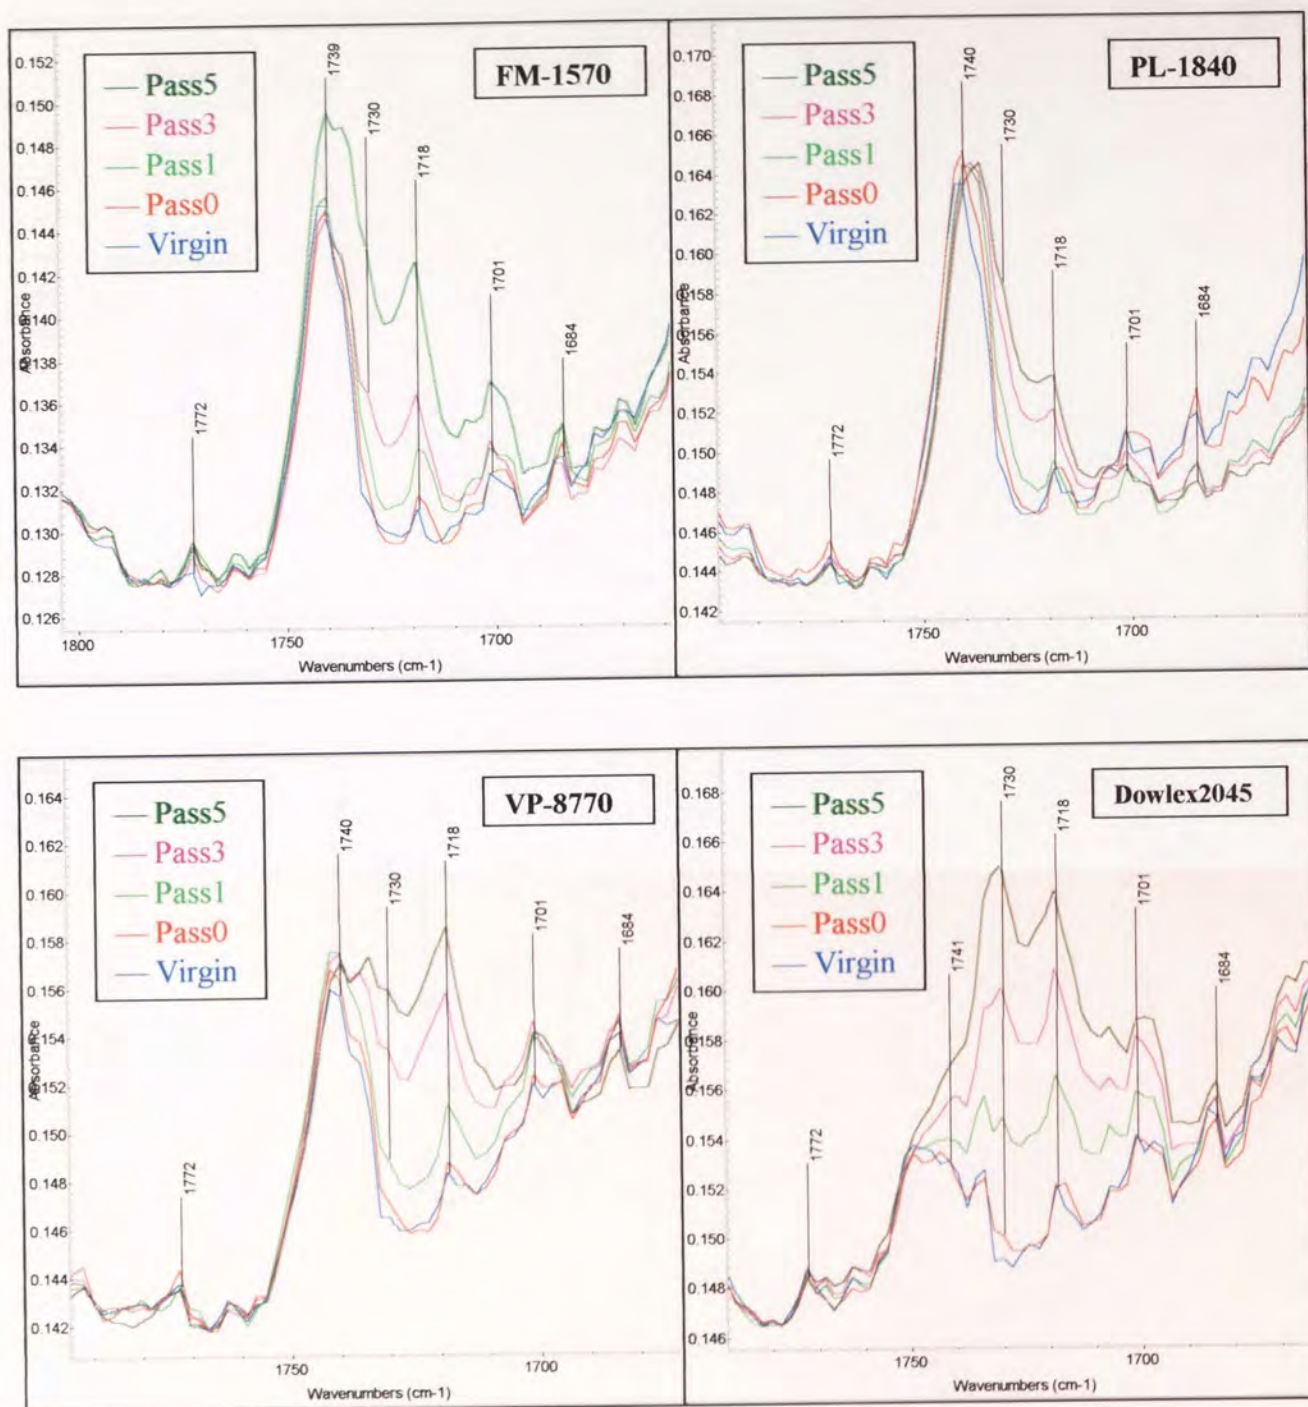 FM-1570
Pass5
Pass3
Pass1
Pass0
Virgin
1739
1730
1718
1701
1684
1772
0.152
0.150
0.148
0.146
0.144
0.142
0.140
0.138
0.136
0.134
0.132
0.130
0.128
0.126
Absorbance
1800
1750
1700
Wavenumbers (cm-1)
PL-1840
Pass5
Pass3
Pass1
Pass0
Virgin
1740
1730
1718
1701
1684
1772
0.170
0.168
0.166
0.164
0.162
0.160
0.158
0.156
0.154
0.152
0.150
0.148
0.146
0.144
0.142
Absorbance
1750
1700
Wavenumbers (cm-1)
VP-8770
Pass5
Pass3
Pass1
Pass0
Virgin
1740
1730
1718
1701
1684
1772
0.164
0.162
0.160
0.158
0.156
0.154
0.152
0.150
0.148
0.146
0.144
0.142
Absorbance
1750
1700
Wavenumbers (cm-1)
Dowlex2045
Pass5
Pass3
Pass1
Pass0
Virgin
1730
1718
1741
1701
1684
1772
0.168
0.166
0.164
0.162
0.160
0.158
0.156
0.154
0.152
0.150
0.148
0.146
Absorbance
1750
1700
Wavenumbers (cm-1)